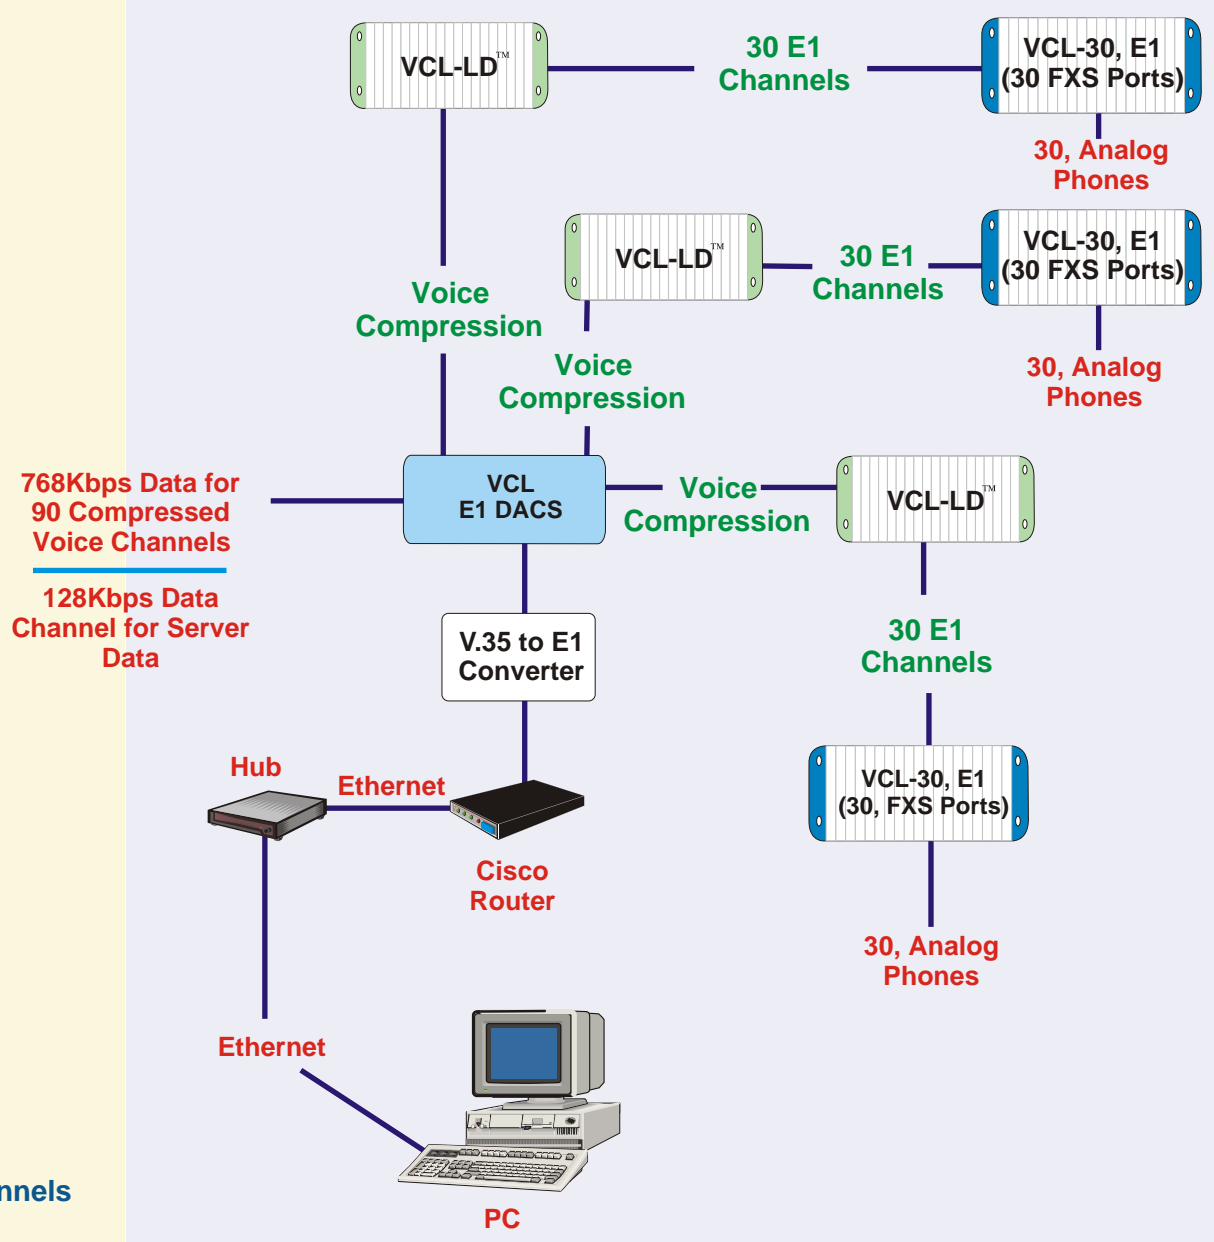 VCL-LD™
30 E1
Channels
VCL-30, E1
(30 FXS Ports)
30, Analog
Phones
VCL-LD™
30 E1
Channels
VCL-30, E1
(30 FXS Ports)
30, Analog
Phones
Voice
Compression
Voice
Compression
768Kbps Data for
90 Compressed
Voice Channels
128Kbps Data
Channel for Server
Data
VCL
E1 DACS
Voice
Compression
VCL-LD™
30 E1
Channels
V.35 to E1
Converter
VCL-30, E1
(30, FXS Ports)
30, Analog
Phones
Hub
Ethernet
Cisco
Router
Ethernet
PC
nnels